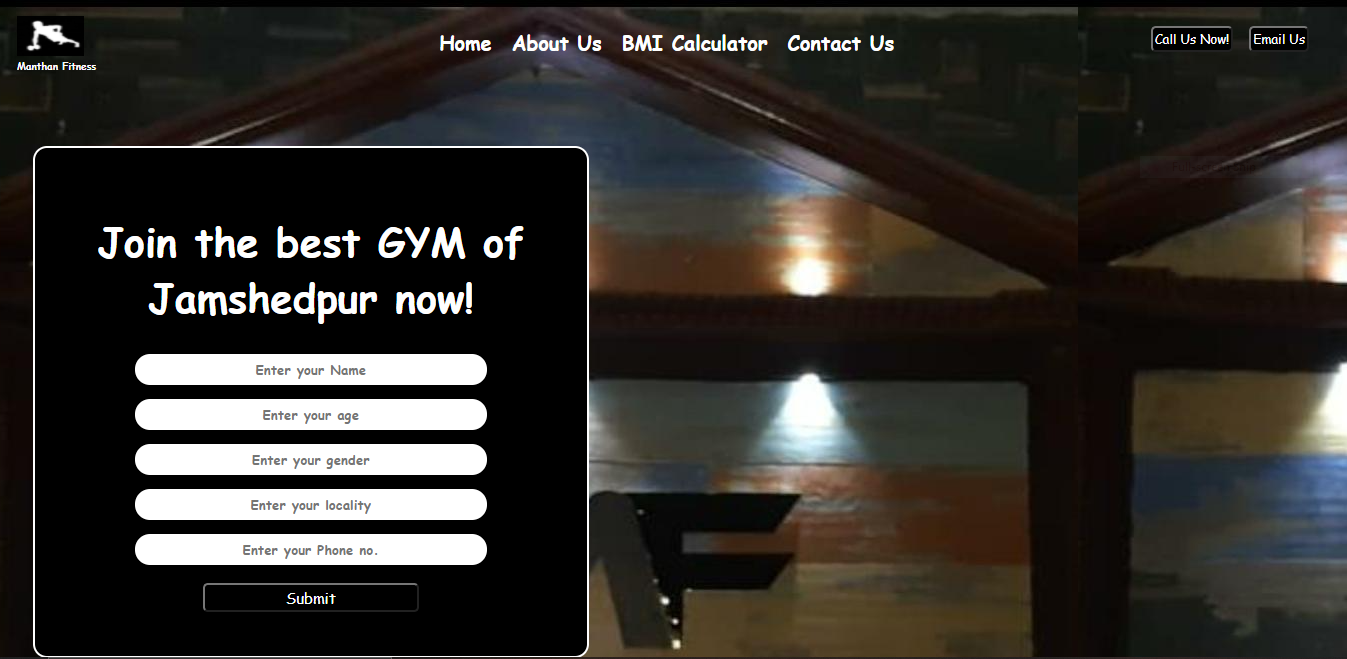 Home About Us BMI Calculator Contact Us
Call Us Now! Email Us
Manthan Fitness
Join the best GYM of
Jamshedpur now!
Enter your Name
Enter your age
Enter your gender
Enter your locality
Enter your Phone no.
Submit
F